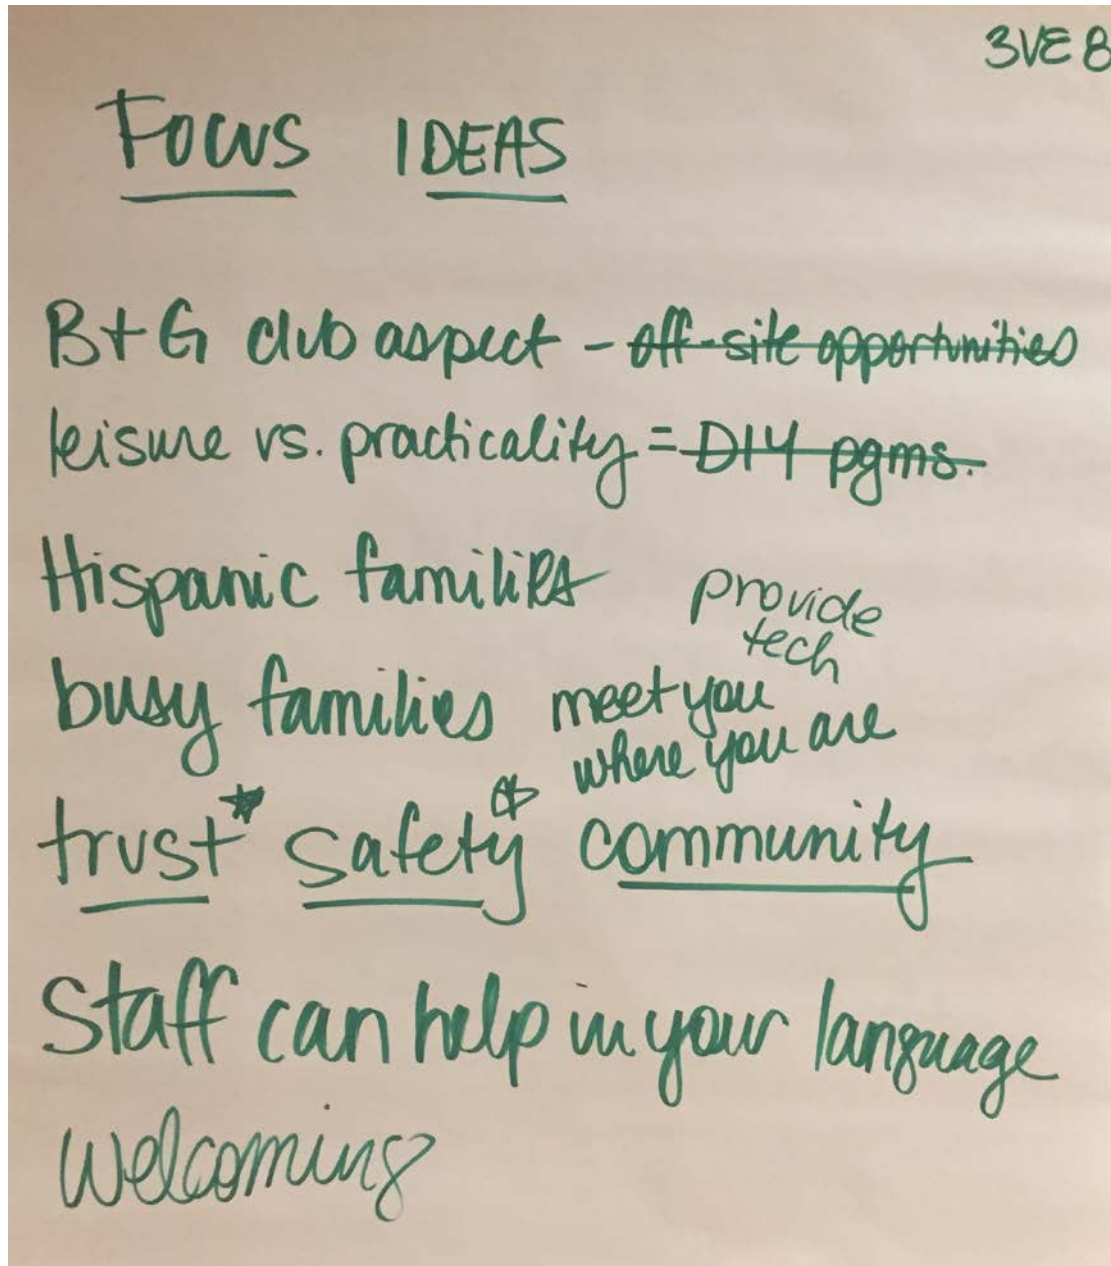 3VE 8
FOCUS IDEAS
B+G club aspect - ~~off-site opportunities~~
leisure vs. practicality = ~~DIY pgms.~~
Hispanic families
provide
tech
busy families meet you
where you are
trust* safety* community
Staff can help in your language
welcoming